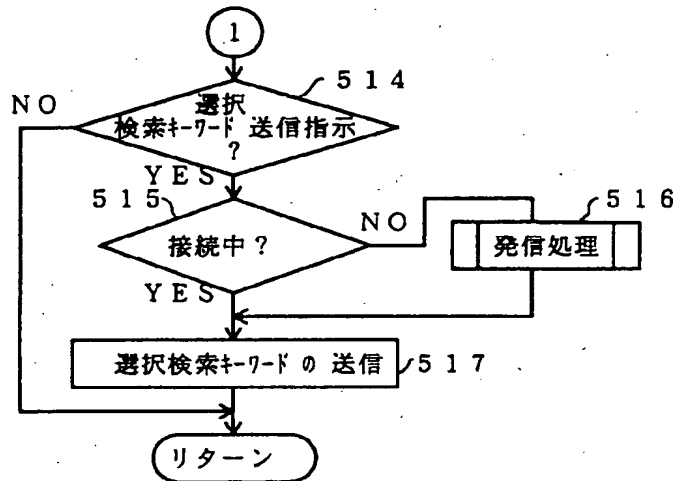 1
514
NO
選択
検索ｷｰﾜｰﾄﾞ 送信指示
?
YES
515
NO
516
接続中?
発信処理
YES
選択検索ｷｰﾜｰﾄﾞ の 送信
517
リターン